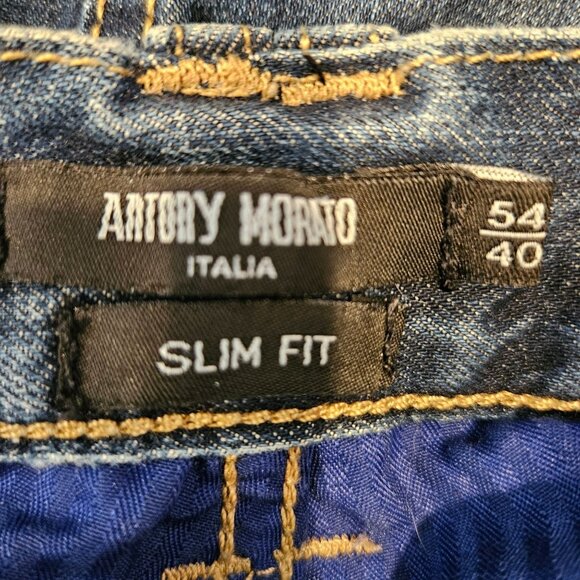 ANTONY MORATO
ITALIA
54
40
SLIM FIT